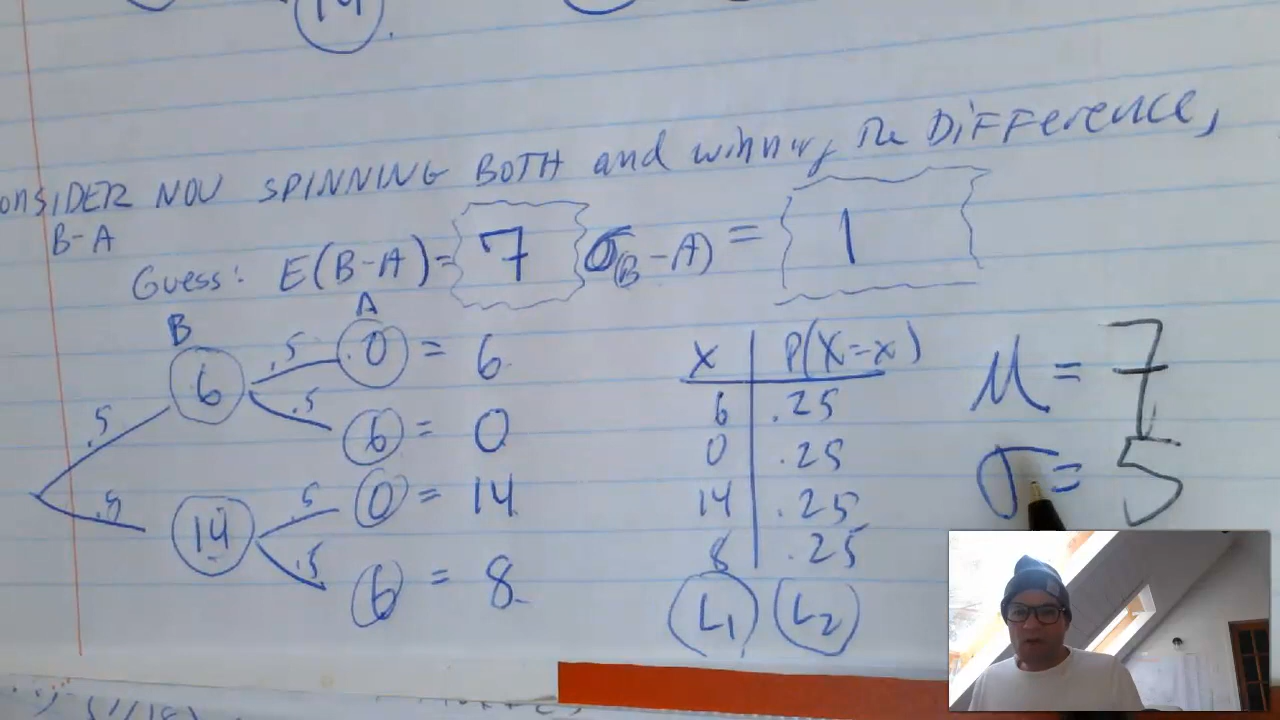 14.
ONSIDER NOW SPINNING BOTH and winning the DIFFERENCE,
B-A
Guess: E(B-A) = 7 σ(B-A) = 1
B A
6 .5 0 = 6
.5 .5 6 = 0
.5 14 .5 0 = 14
.5 6 = 8
X P(X=x)
6 .25
0 .25
14 .25
8 .25
L1 L2
μ = 7
σ = 5